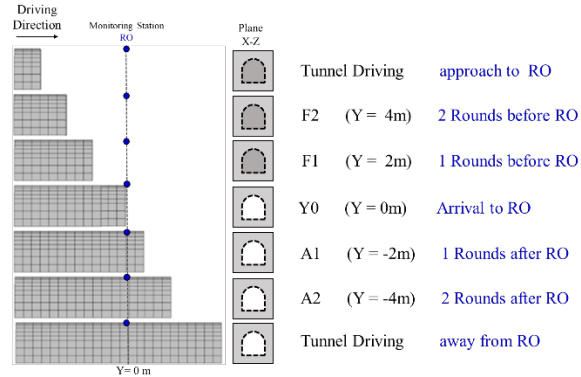 Driving
Direction
Monitoring Station
RO
Plane
X-Z
Tunnel Driving approach to RO
F2 (Y = 4m) 2 Rounds before RO
F1 (Y = 2m) 1 Rounds before RO
Y0 (Y = 0m) Arrival to RO
A1 (Y = -2m) 1 Rounds after RO
A2 (Y = -4m) 2 Rounds after RO
Tunnel Driving away from RO
Y= 0 m